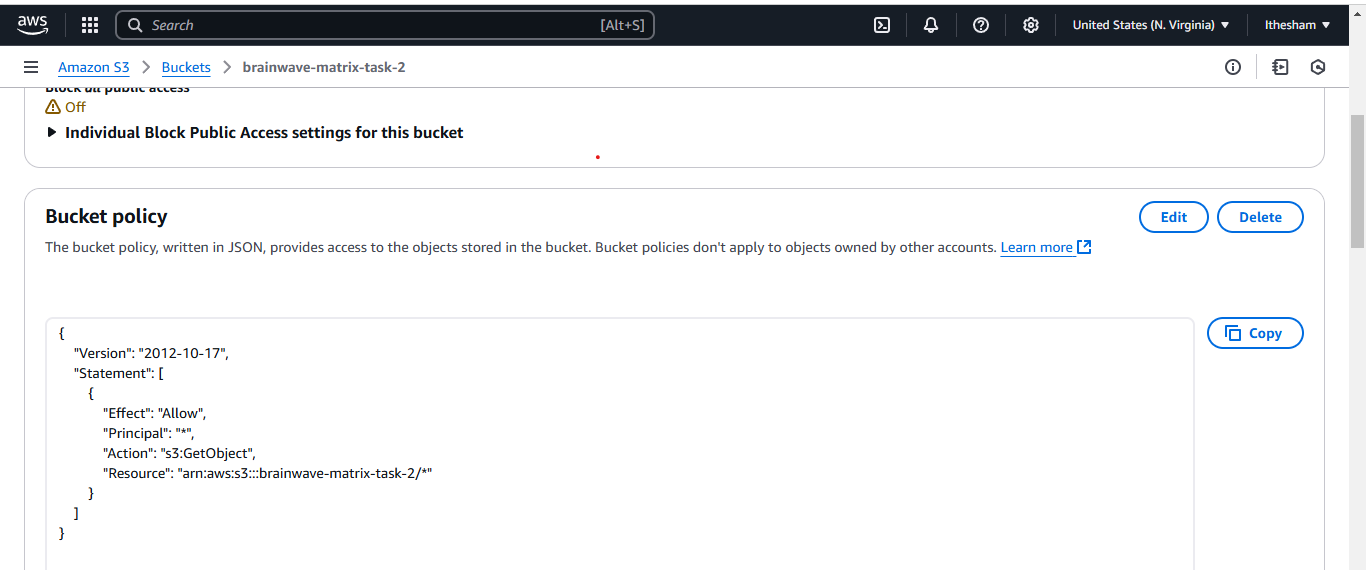 aws
Search [Alt+S]
United States (N. Virginia)
Ithesham
Amazon S3 > Buckets > brainwave-matrix-task-2
Block all public access
Off
Individual Block Public Access settings for this bucket
Bucket policy
Edit
Delete
The bucket policy, written in JSON, provides access to the objects stored in the bucket. Bucket policies don't apply to objects owned by other accounts. Learn more
Copy
{
"Version": "2012-10-17",
"Statement": [
{
"Effect": "Allow",
"Principal": "*",
"Action": "s3:GetObject",
"Resource": "arn:aws:s3:::brainwave-matrix-task-2/*"
}
]
}